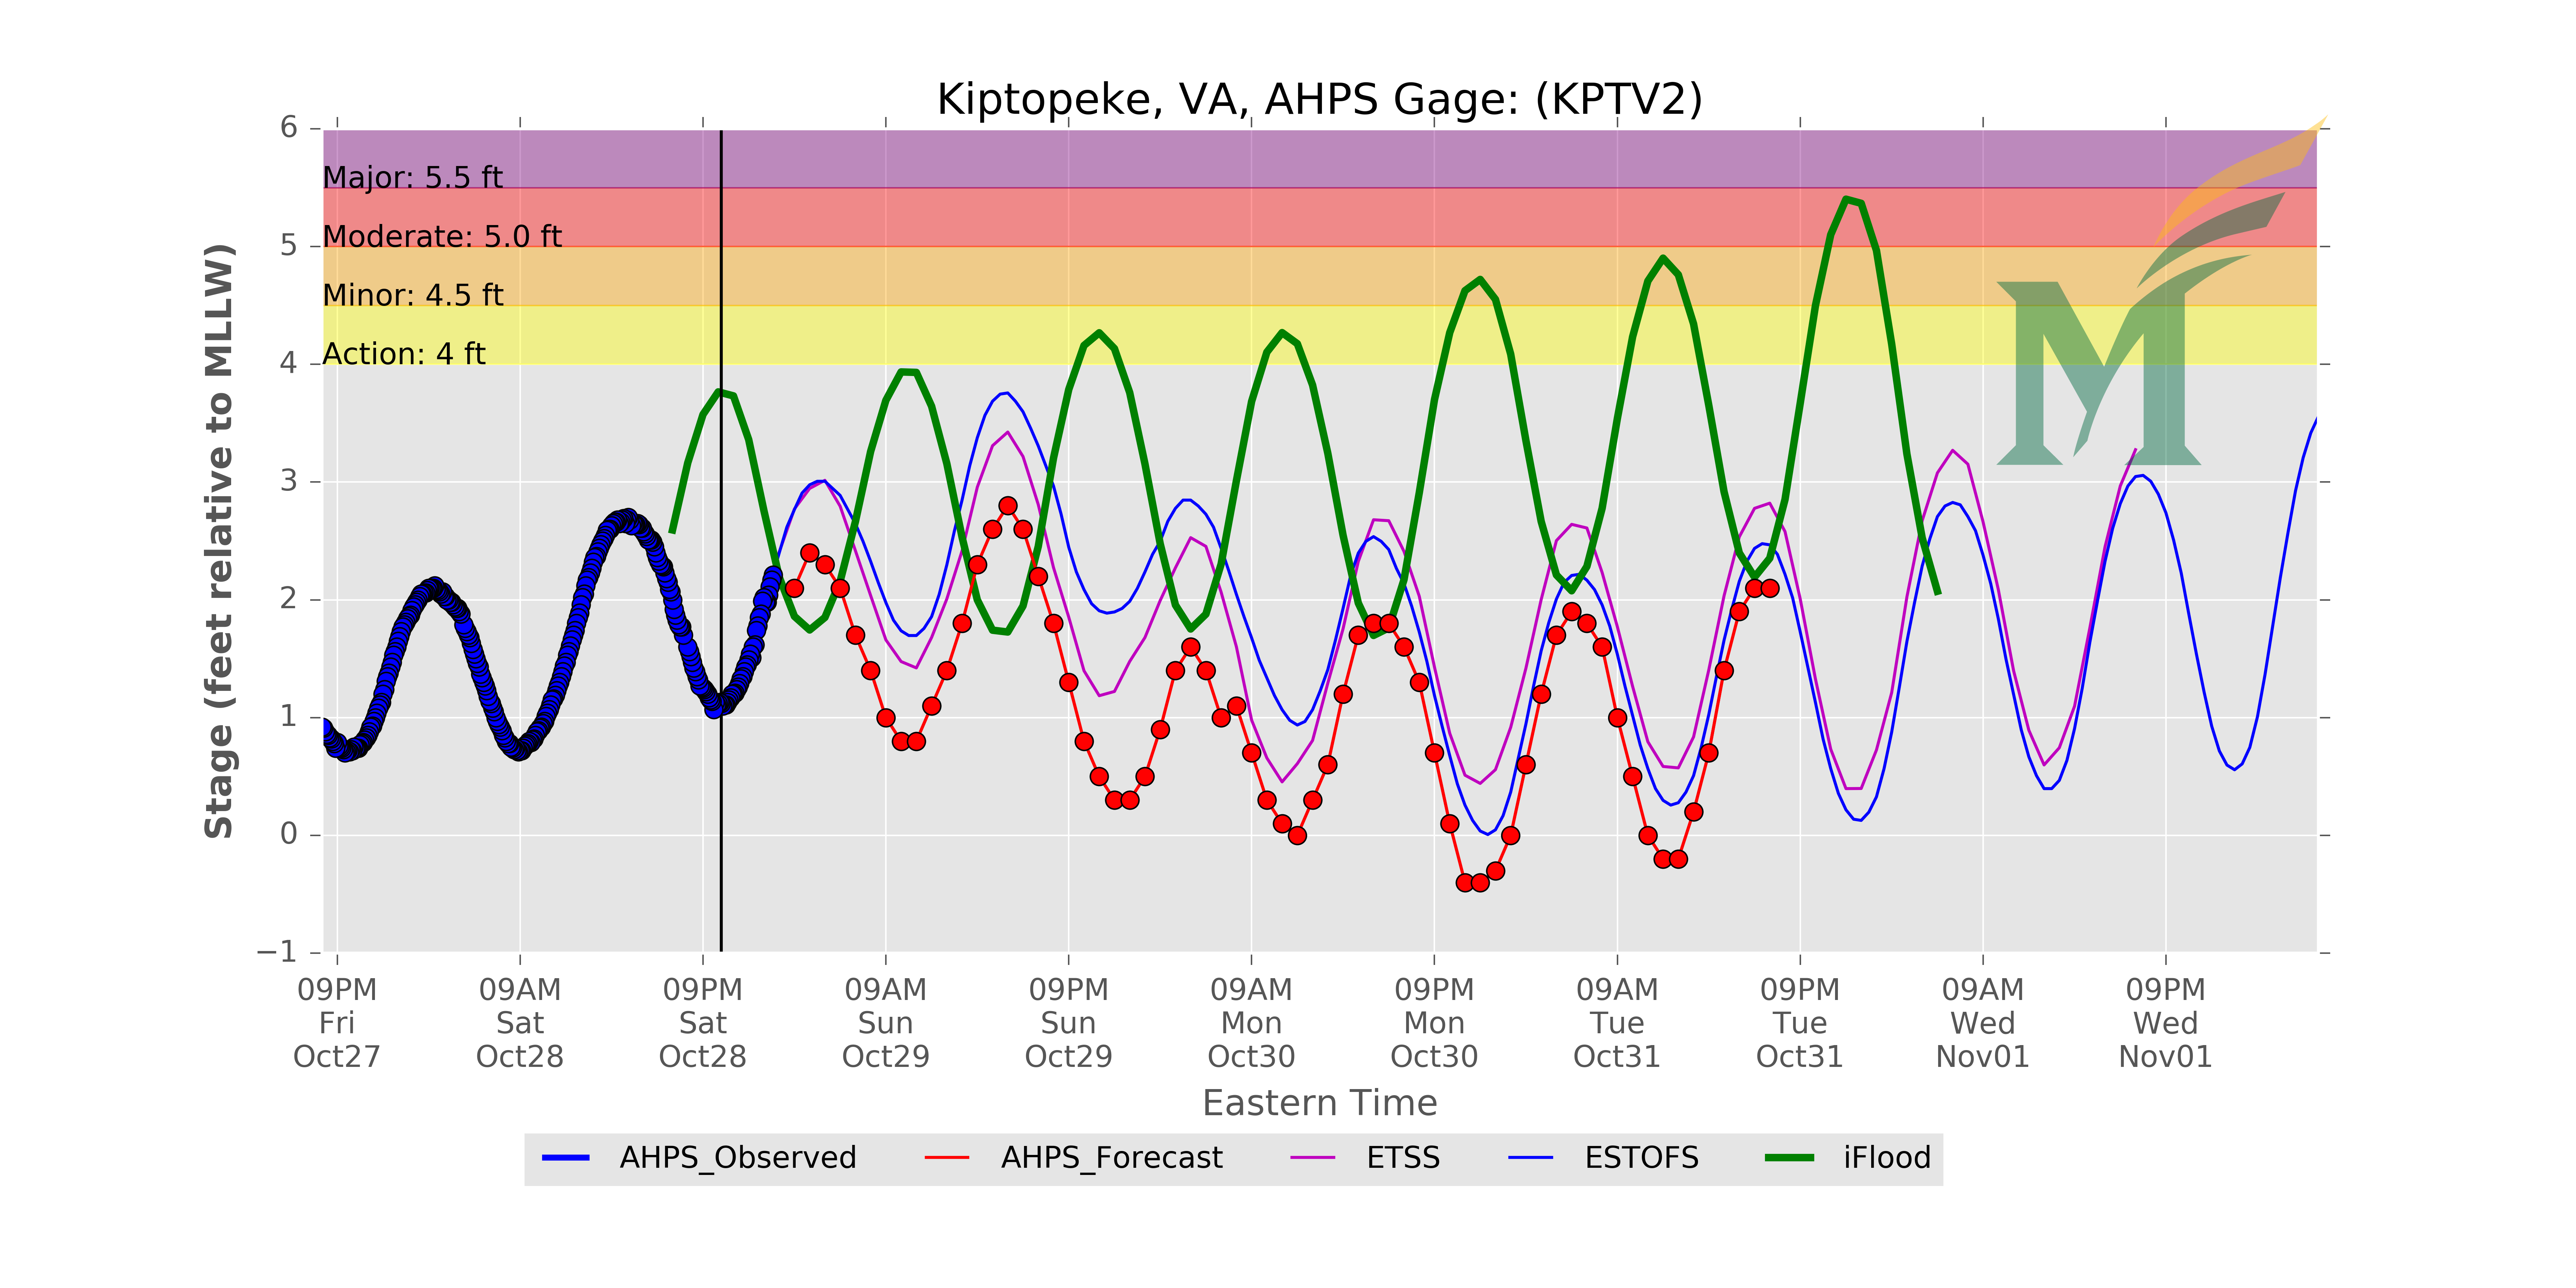 Kiptopeke, VA, AHPS Gage: (KPTV2)
Stage (feet relative to MLLW)
6
5
4
3
2
1
0
−1
Major: 5.5 ft
Moderate: 5.0 ft
Minor: 4.5 ft
Action: 4 ft
M
09PM 09AM 09PM 09AM 09PM 09AM 09PM 09AM 09PM 09AM 09PM
Fri Sat Sat Sun Sun Mon Mon Tue Tue Wed Wed
Oct27 Oct28 Oct28 Oct29 Oct29 Oct30 Oct30 Oct31 Oct31 Nov01 Nov01
Eastern Time
AHPS_Observed AHPS_Forecast ETSS ESTOFS iFlood